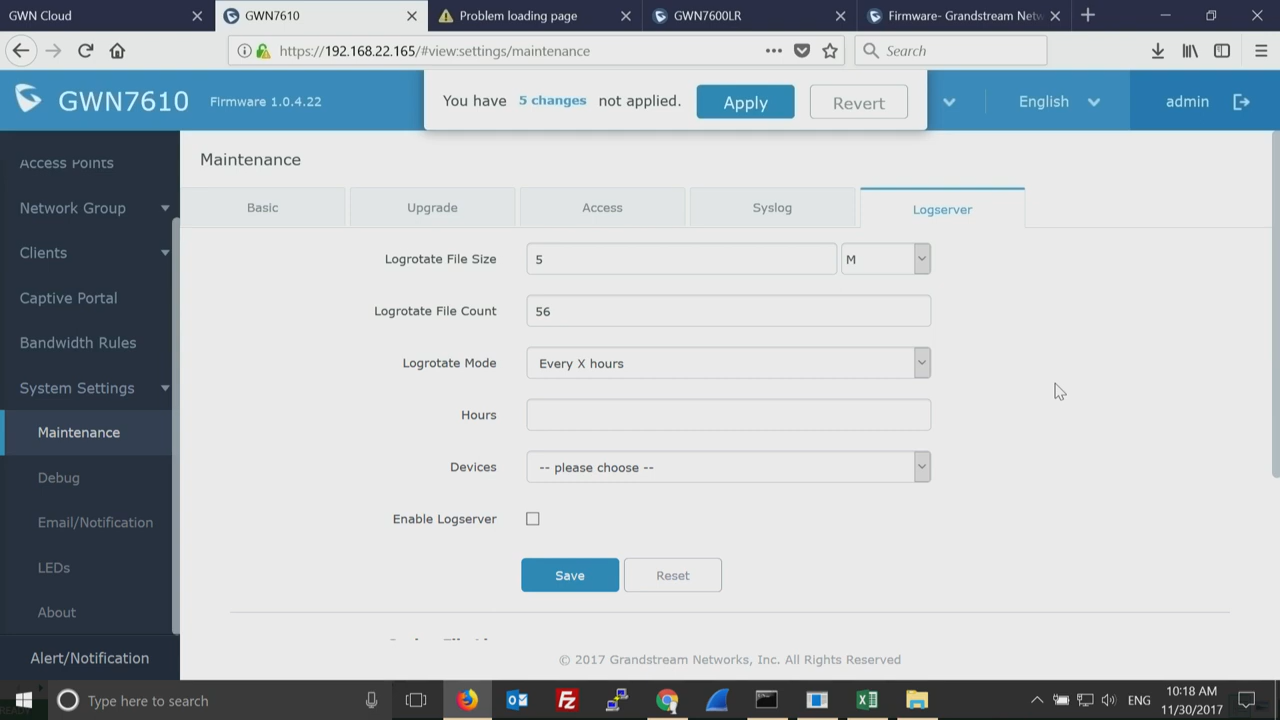 GWN Cloud
GWN7610
Problem loading page
GWN7600LR
Firmware- Grandstream Netw
https://192.168.22.165/#view:settings/maintenance
Search
GWN7610
Firmware 1.0.4.22
You have 5 changes not applied.
Apply
Revert
English
admin
Access Points
Network Group
Clients
Captive Portal
Bandwidth Rules
System Settings
Maintenance
Debug
Email/Notification
LEDs
About
Alert/Notification
Maintenance
Basic
Upgrade
Access
Syslog
Logserver
Logrotate File Size
5
M
Logrotate File Count
56
Logrotate Mode
Every X hours
Hours
Devices
-- please choose --
Enable Logserver
Save
Reset
© 2017 Grandstream Networks, Inc. All Rights Reserved
Type here to search
ENG
10:18 AM
11/30/2017